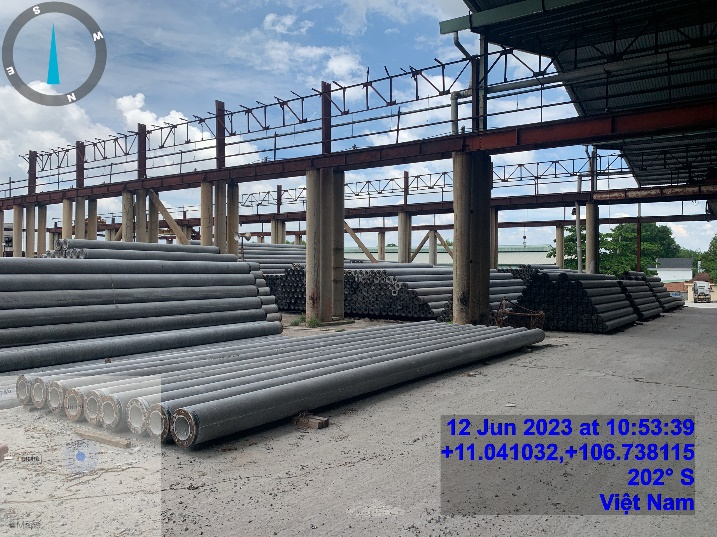 S
W
E
N
12 Jun 2023 at 10:53:39
+11.041032,+106.738115
202° S
Việt Nam